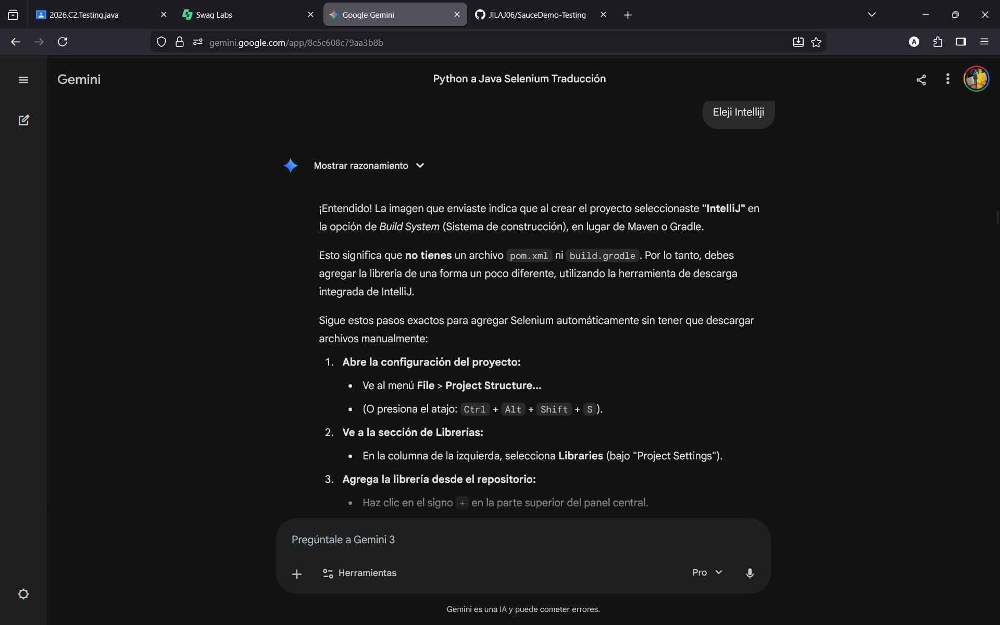 2026.C2.Testing.java
Swag Labs
Google Gemini
JILAJ06/SauceDemo-Testing
gemini.google.com/app/8c5c608c79aa3b8b
A
Gemini
Python a Java Selenium Traducción
Eleji Intelliji
Mostrar razonamiento
¡Entendido! La imagen que enviaste indica que al crear el proyecto seleccionaste "IntelliJ" en
la opción de Build System (Sistema de construcción), en lugar de Maven o Gradle.
Esto significa que no tienes un archivo pom.xml ni build.gradle. Por lo tanto, debes
agregar la librería de una forma un poco diferente, utilizando la herramienta de descarga
integrada de IntelliJ.
Sigue estos pasos exactos para agregar Selenium automáticamente sin tener que descargar
archivos manualmente:
1. Abre la configuración del proyecto:
• Ve al menú File > Project Structure...
• (O presiona el atajo: Ctrl + Alt + Shift + S).
2. Ve a la sección de Librerías:
• En la columna de la izquierda, selecciona Libraries (bajo "Project Settings").
3. Agrega la librería desde el repositorio:
• Haz clic en el signo + en la parte superior del panel central.
Pregúntale a Gemini 3
Herramientas
Pro
Gemini es una IA y puede cometer errores.